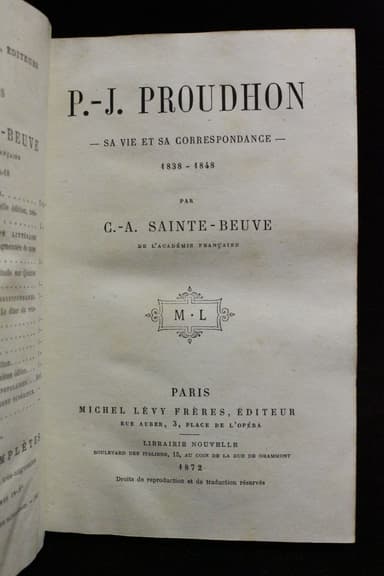 ÉDITEURS
-BEUVE
P.-J. PROUDHON
— SA VIE ET SA CORRESPONDANCE —
1838 - 1848
PAR
C.-A. SAINTE-BEUVE
DE L'ACADÉMIE FRANÇAISE
M·L
PARIS
MICHEL LÉVY FRÈRES, ÉDITEUR
RUE AUBER, 3, PLACE DE L'OPÉRA
LIBRAIRIE NOUVELLE
BOULEVARD DES ITALIENS, 15, AU COIN DE LA RUE DE GRAMMONT
1872
Droits de reproduction et de traduction réservés